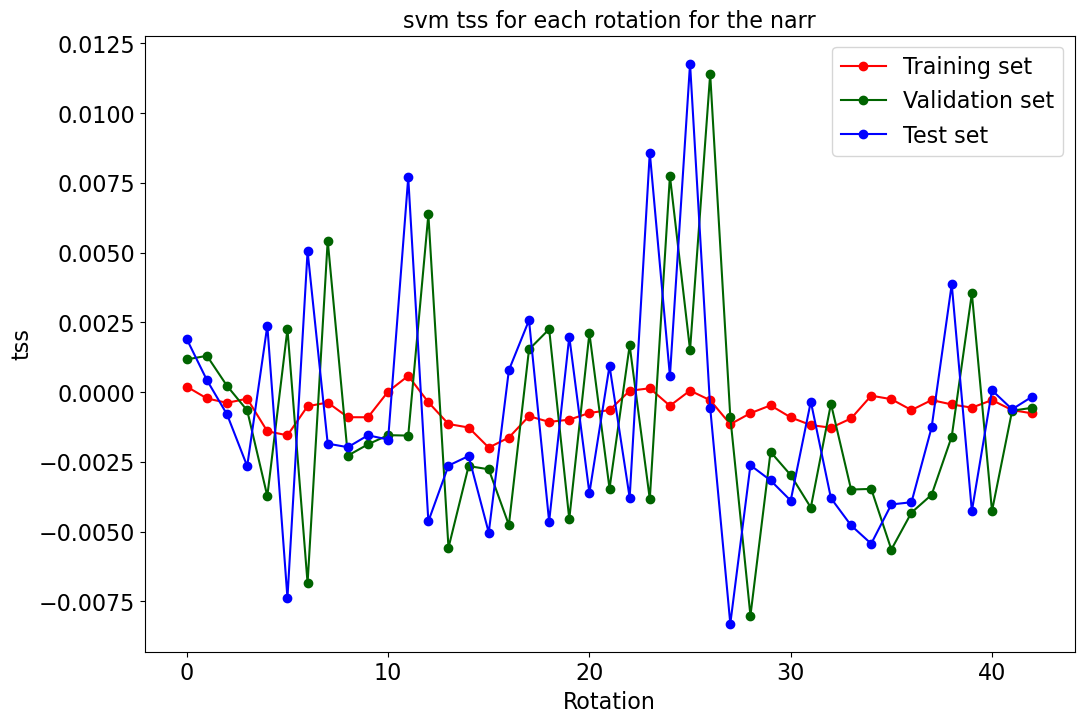 svm tss for each rotation for the narr
0.0125
0.0100
0.0075
0.0050
0.0025
0.0000
−0.0025
−0.0050
−0.0075
tss
Training set
Validation set
Test set
0 10 20 30 40
Rotation